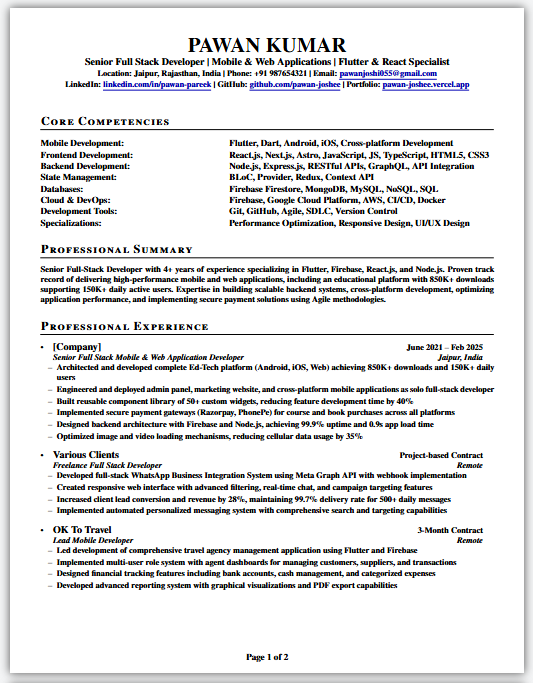 PAWAN KUMAR
Senior Full Stack Developer | Mobile & Web Applications | Flutter & React Specialist
Location: Jaipur, Rajasthan, India | Phone: +91 987654321 | Email: pawanjoshi055@gmail.com
LinkedIn: linkedin.com/in/pawan-pareek | GitHub: github.com/pawan-joshee | Portfolio: pawan-joshee.vercel.app
CORE COMPETENCIES
Mobile Development: Flutter, Dart, Android, iOS, Cross-platform Development
Frontend Development: React.js, Next.js, Astro, JavaScript, JS, TypeScript, HTML5, CSS3
Backend Development: Node.js, Express.js, RESTful APIs, GraphQL, API Integration
State Management: BLoC, Provider, Redux, Context API
Databases: Firebase Firestore, MongoDB, MySQL, NoSQL, SQL
Cloud & DevOps: Firebase, Google Cloud Platform, AWS, CI/CD, Docker
Development Tools: Git, GitHub, Agile, SDLC, Version Control
Specializations: Performance Optimization, Responsive Design, UI/UX Design
PROFESSIONAL SUMMARY
Senior Full-Stack Developer with 4+ years of experience specializing in Flutter, Firebase, React.js, and Node.js. Proven track
record of delivering high-performance mobile and web applications, including an educational platform with 850K+ downloads
supporting 150K+ daily active users. Expertise in building scalable backend systems, cross-platform development, optimizing
application performance, and implementing secure payment solutions using Agile methodologies.
PROFESSIONAL EXPERIENCE
• [Company] June 2021 – Feb 2025
Senior Full Stack Mobile & Web Application Developer Jaipur, India
– Architected and developed complete Ed-Tech platform (Android, iOS, Web) achieving 850K+ downloads and 150K+ daily
users
– Engineered and deployed admin panel, marketing website, and cross-platform mobile applications as solo full-stack developer
– Built reusable component library of 50+ custom widgets, reducing feature development time by 40%
– Implemented secure payment gateways (Razorpay, PhonePe) for course and book purchases across all platforms
– Designed backend architecture with Firebase and Node.js, achieving 99.9% uptime and 0.9s app load time
– Optimized image and video loading mechanisms, reducing cellular data usage by 35%
• Various Clients Project-based Contract
Freelance Full Stack Developer Remote
– Developed full-stack WhatsApp Business Integration System using Meta Graph API with webhook implementation
– Created responsive web interface with advanced filtering, real-time chat, and campaign targeting features
– Increased client lead conversion and revenue by 28%, maintaining 99.7% delivery rate for 500+ daily messages
– Implemented automated personalized messaging system with comprehensive search and targeting capabilities
• OK To Travel 3-Month Contract
Lead Mobile Developer Remote
– Led development of comprehensive travel agency management application using Flutter and Firebase
– Implemented multi-user role system with agent dashboards for managing customers, suppliers, and transactions
– Designed financial tracking features including bank accounts, cash management, and categorized expenses
– Developed advanced reporting system with graphical visualizations and PDF export capabilities
Page 1 of 2